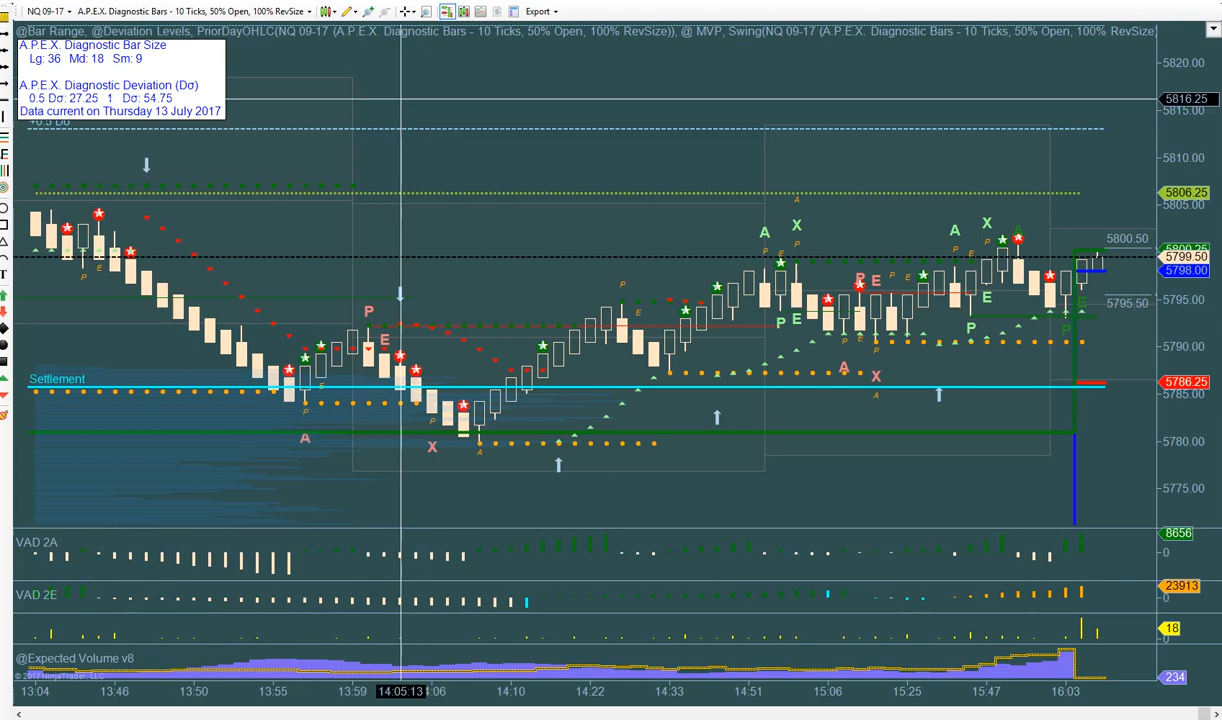 NQ 09-17 A.P.E.X. Diagnostic Bars - 10 Ticks, 50% Open, 100% RevSize Export
@Bar Range, @Deviation Levels, PriorDayOHLC(NQ 09-17 (A.P.E.X. Diagnostic Bars - 10 Ticks, 50% Open, 100% RevSize)), @ MVP, Swing(NQ 09-17 (A.P.E.X. Diagnostic Bars - 10 Ticks, 50% Open, 100% RevSize)
A.P.E.X. Diagnostic Bar Size
Lg: 36 Md: 18 Sm: 9
A.P.E.X. Diagnostic Deviation (Dσ)
0.5 Dσ: 27.25 1 Dσ: 54.75
Data current on Thursday 13 July 2017
+0.5 Dσ
5820.00
5816.25
5815.00
5810.00
5806.25
5805.00
5800.50
5800.25
5799.50
5798.00
5795.50
5795.00
5790.00
5786.25
5785.00
5780.00
5775.00
Settlement
A X A X
P E P E
P E A X
A X E P E P
VAD 2A
8656
0
VAD 2E
23913
0
18
0
@Expected Volume v8
© 2017 NinjaTrader, LLC
234
13:04 13:46 13:50 13:55 13:59 14:05:13 14:06 14:10 14:22 14:33 14:51 15:06 15:25 15:47 16:03